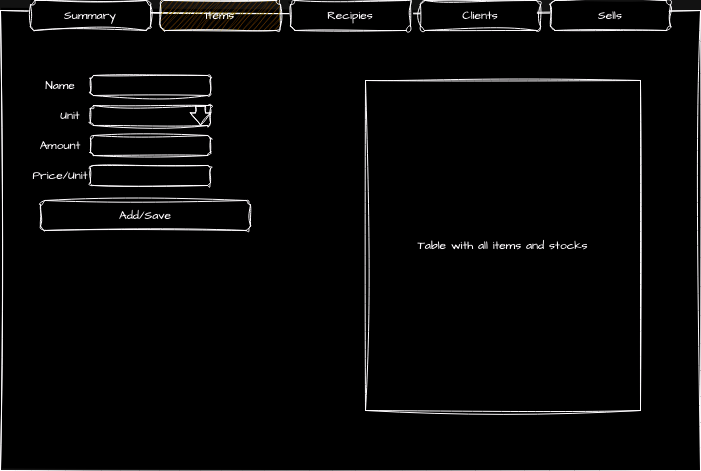 Summary
Items
Recipies
Clients
Sells
Name
Unit
Amount
Price/Unit
Add/Save
Table with all items and stocks